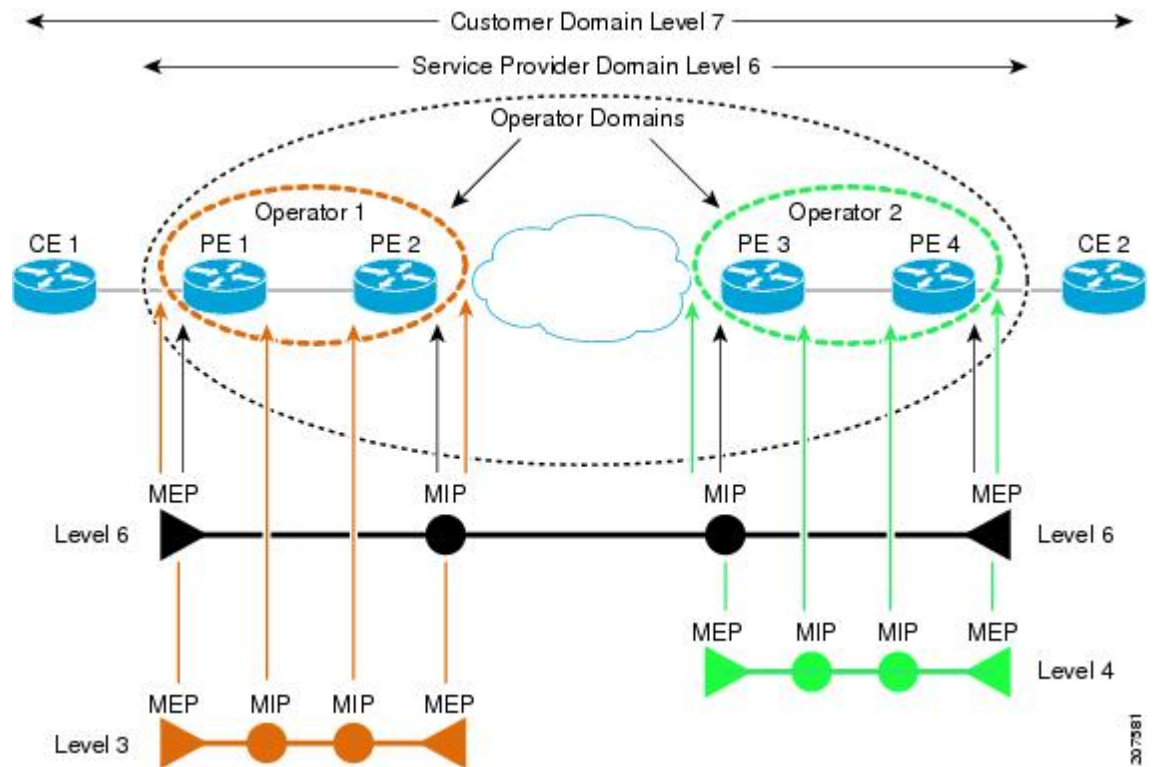 Customer Domain Level 7
Service Provider Domain Level 6
Operator Domains
Operator 1
Operator 2
CE 1
PE 1
PE 2
PE 3
PE 4
CE 2
MEP
MIP
MIP
MEP
Level 6
Level 6
MEP
MIP
MIP
MEP
Level 4
MEP
MIP
MIP
MEP
Level 3
207581